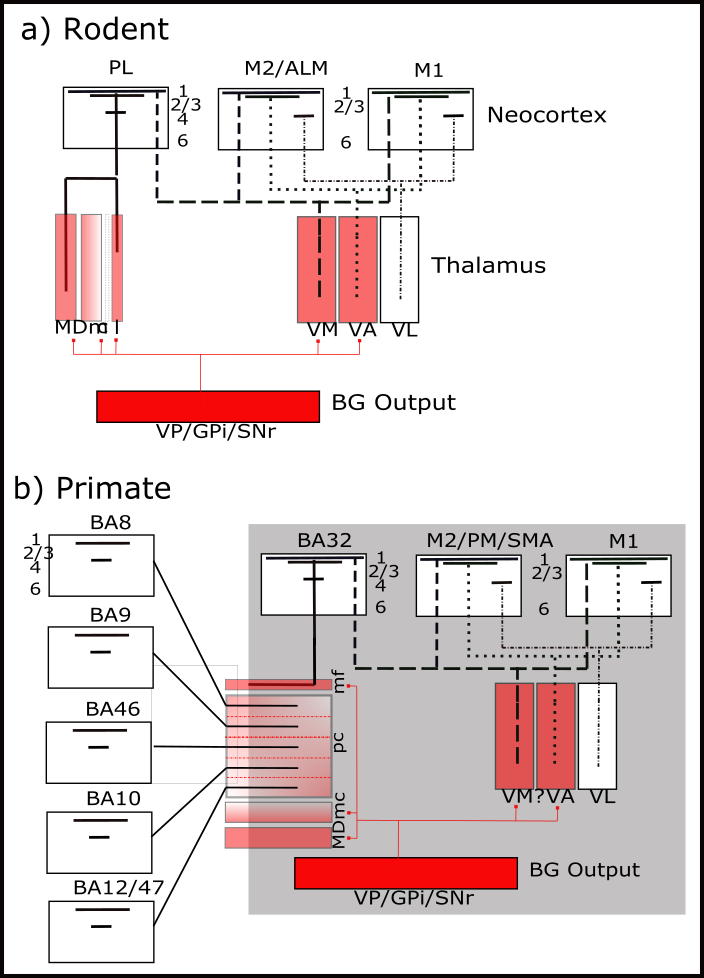 a) Rodent
PL
M2/ALM
M1
1
2/3
4
6
1
2/3
6
Neocortex
Thalamus
MDm c l
VM
VA
VL
BG Output
VP/GPi/SNr
b) Primate
BA8
1
2/3
4
6
BA9
BA46
BA10
BA12/47
BA32
M2/PM/SMA
M1
1
2/3
4
6
1
2/3
6
mf
pc
MDmc
VM?VA
VL
BG Output
VP/GPi/SNr